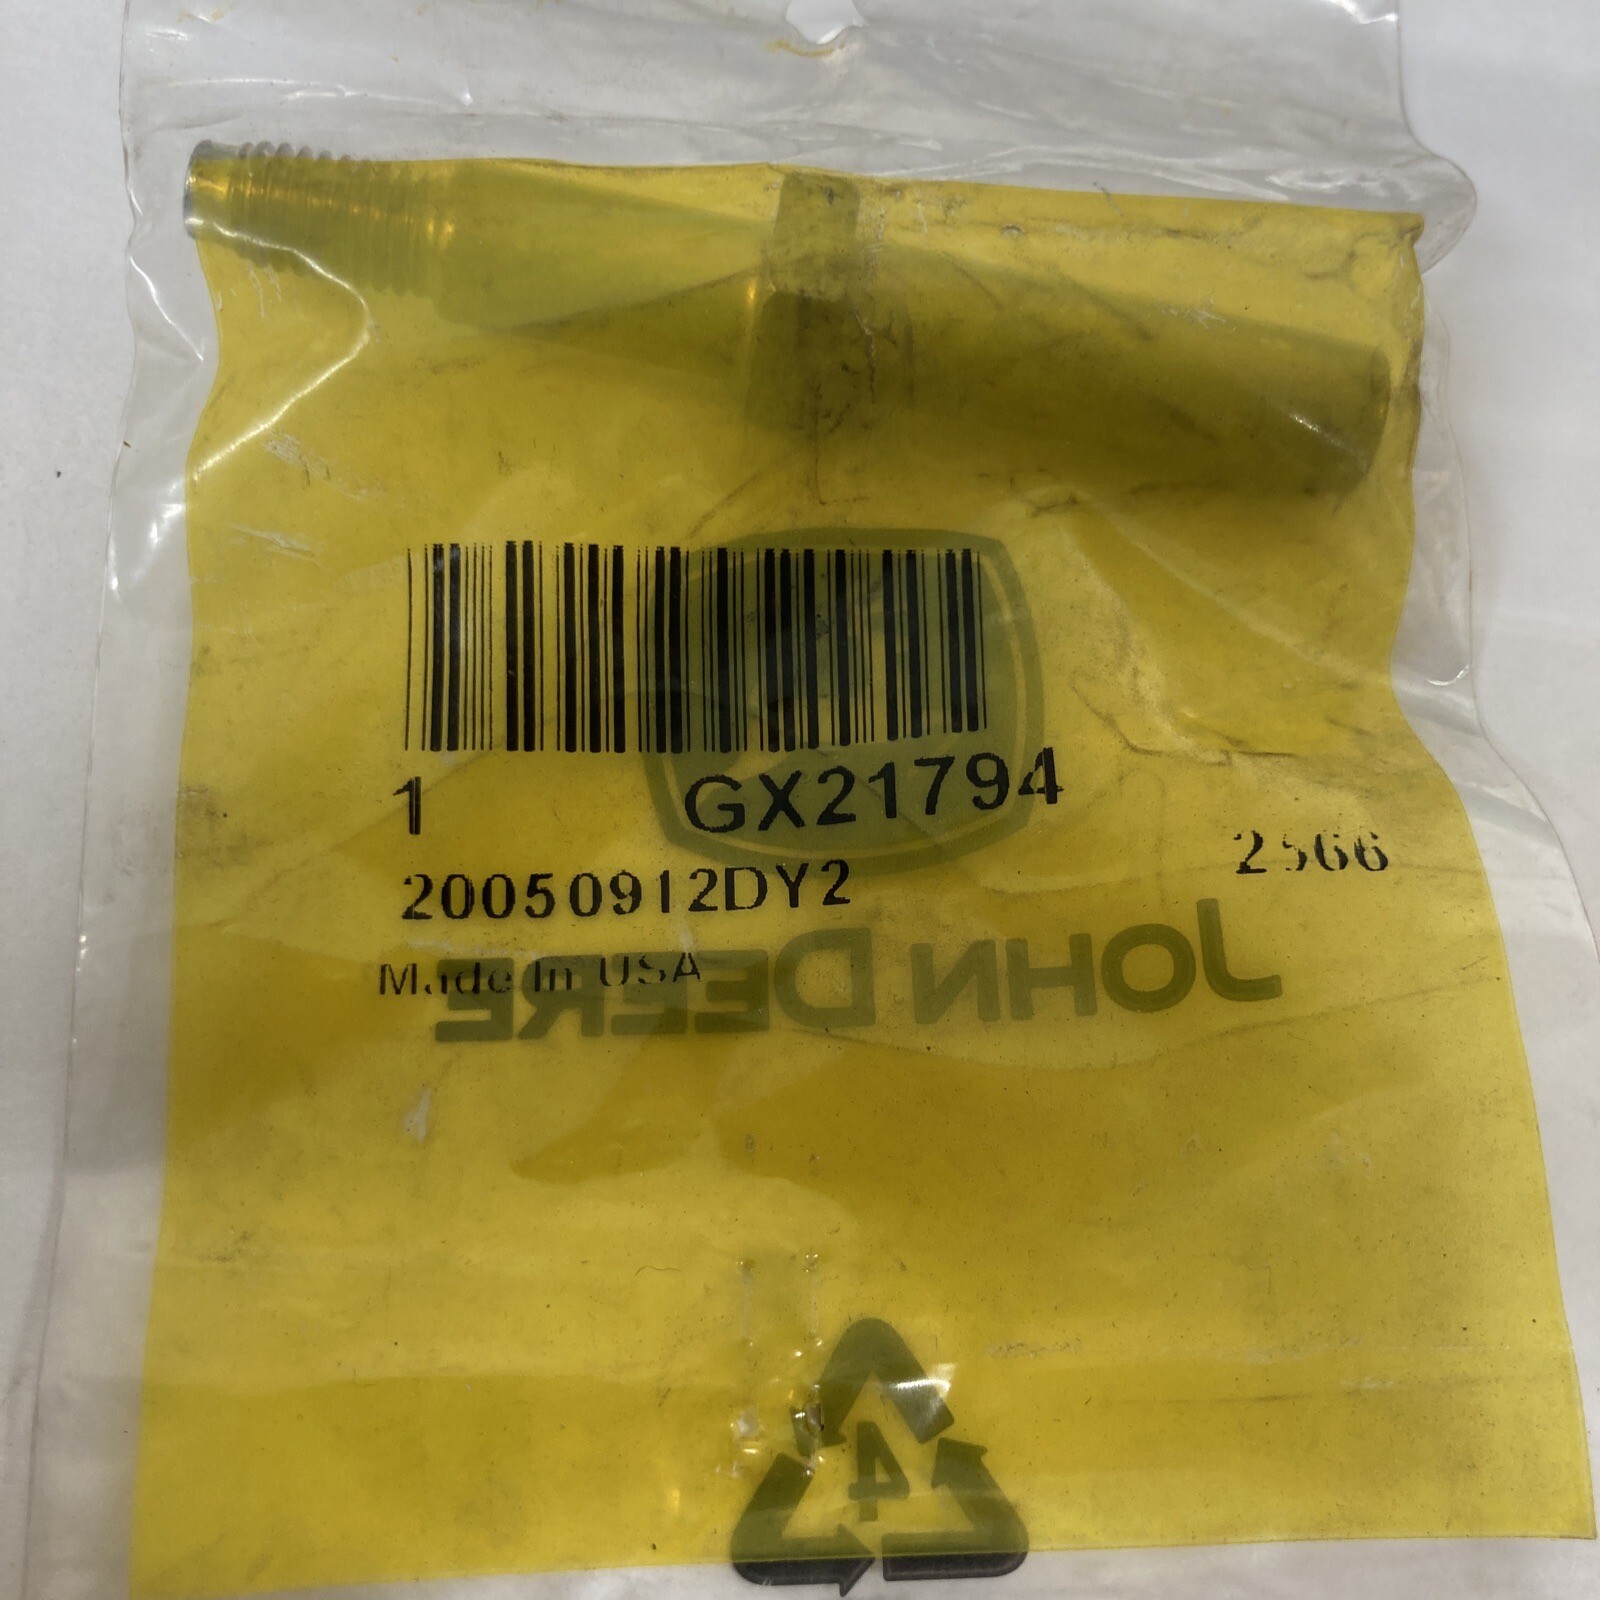 1 GX21794
2566
20050912DY2
Made In USA
JOHN DEERE
4